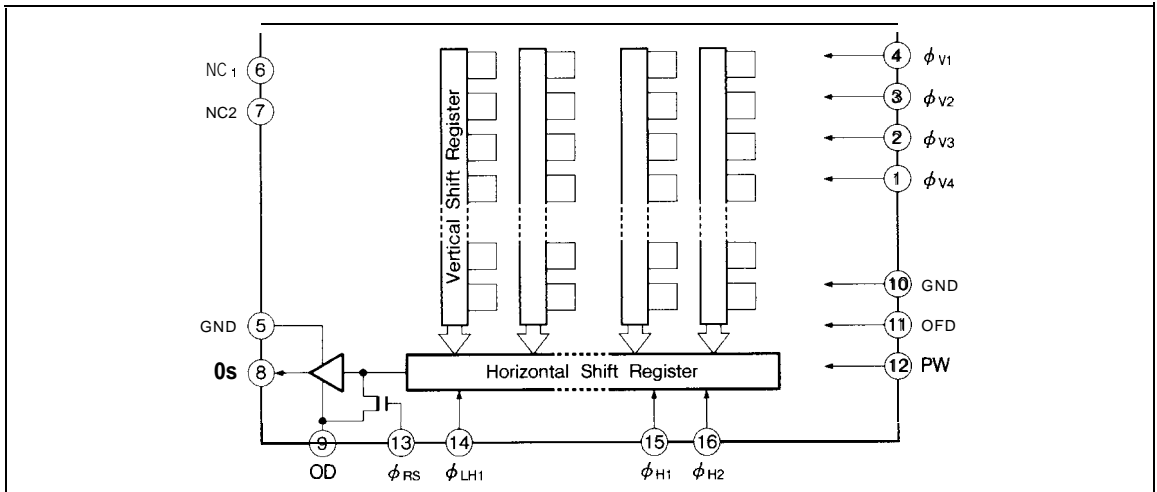 NC1 6
NC2 7
GND 5
0s 8
Vertical Shift Register
Horizontal Shift Register
4 ϕV1
3 ϕV2
2 ϕV3
1 ϕV4
10 GND
11 OFD
12 PW
9 13 14 15 16
OD ϕRS ϕLH1 ϕH1 ϕH2